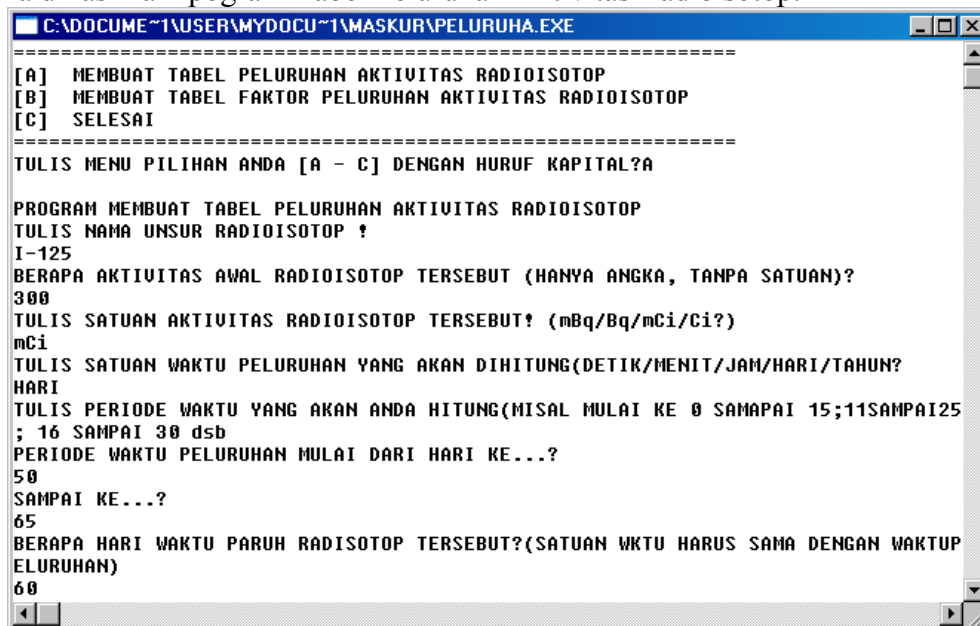 C:\DOCUME~1\USER\MYDOCU~1\MASKUR\PELURUHA.EXE
=============================================================
[A] MEMBUAT TABEL PELURUHAN AKTIVITAS RADIOISOTOP
[B] MEMBUAT TABEL FAKTOR PELURUHAN AKTIVITAS RADIOISOTOP
[C] SELESAI
=============================================================
TULIS MENU PILIHAN ANDA [A - C] DENGAN HURUF KAPITAL?A
PROGRAM MEMBUAT TABEL PELURUHAN AKTIVITAS RADIOISOTOP
TULIS NAMA UNSUR RADIOISOTOP !
I-125
BERAPA AKTIVITAS AWAL RADIOISOTOP TERSEBUT (HANYA ANGKA, TANPA SATUAN)?
300
TULIS SATUAN AKTIVITAS RADIOISOTOP TERSEBUT! (mBq/Bq/mCi/Ci?)
mCi
TULIS SATUAN WAKTU PELURUHAN YANG AKAN DIHITUNG(DETIK/MENIT/JAM/HARI/TAHUN?
HARI
TULIS PERIODE WAKTU YANG AKAN ANDA HITUNG(MISAL MULAI KE 0 SAMAPAI 15;11SAMPAI25
; 16 SAMPAI 30 dsb
PERIODE WAKTU PELURUHAN MULAI DARI HARI KE...?
50
SAMPAI KE...?
65
BERAPA HARI WAKTU PARUH RADISOTOP TERSEBUT?(SATUAN WKTU HARUS SAMA DENGAN WAKTUP
ELURUHAN)
60